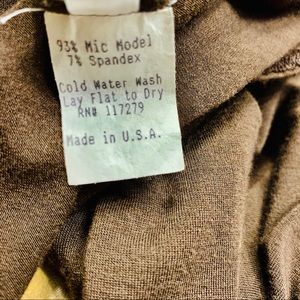 93% Mic Model
7% Spandex
Cold Water Wash
Lay Flat to Dry
RN# 117279
Made in U.S.A.